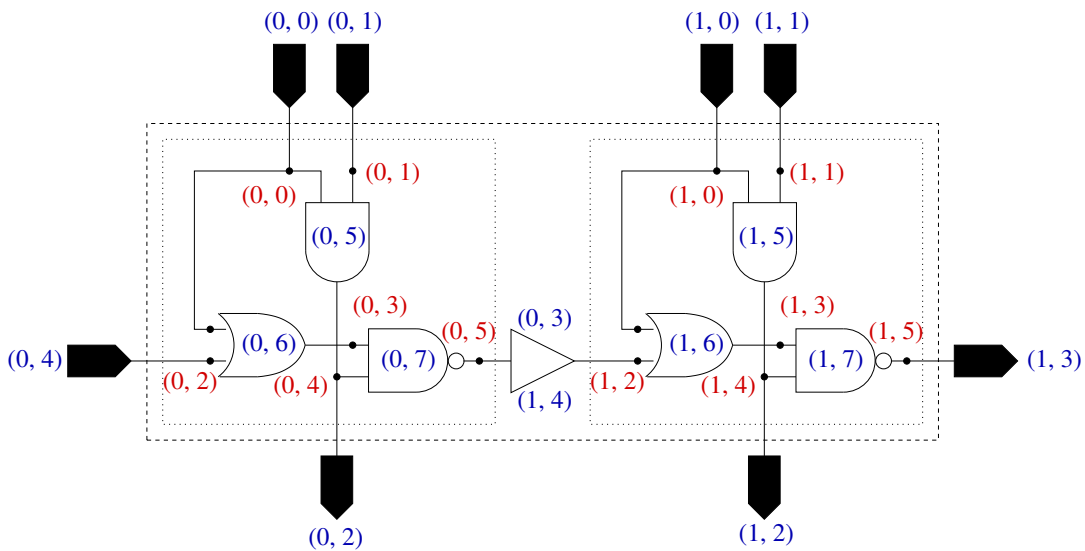 (0, 0) (0, 1) (1, 0) (1, 1)
(0, 1) (1, 1)
(0, 0) (1, 0)
(0, 5) (1, 5)
(0, 3) (1, 3)
(0, 5) (0, 3) (1, 5)
(0, 4) (0, 6) (0, 7) (1, 6) (1, 7) (1, 3)
(0, 2) (0, 4) (1, 2) (1, 4)
(1, 4)
(0, 2) (1, 2)